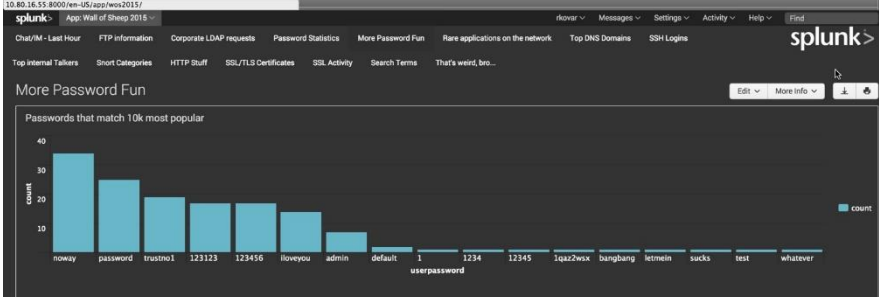 10.80.16.55:8000/en-US/app/wos2015/
splunk> App: Wall of Sheep 2015 rkovar Messages Settings Activity Help Find
Chat/IM - Last Hour FTP information Corporate LDAP requests Password Statistics More Password Fun Rare applications on the network Top DNS Domains SSH Logins
splunk>
Top internal Talkers Snort Categories HTTP Stuff SSL/TLS Certificates SSL Activity Search Terms That's weird, bro...
More Password Fun Edit More Info
Passwords that match 10k most popular
40
30
20
10
count
count
noway password trustno1 123123 123456 iloveyou admin default 1 1234 12345 1qaz2wsx bangbang letmein sucks test whatever
userpassword